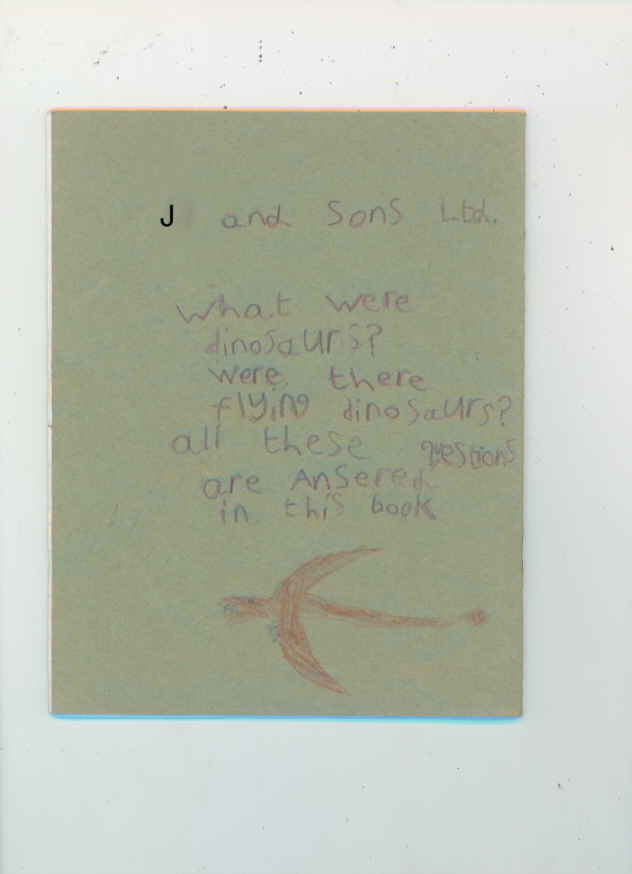 J and Sons Ltd.
What were
dinosaurs?
Were there
flying dinosaurs?
all these questions
are Ansered
in this book